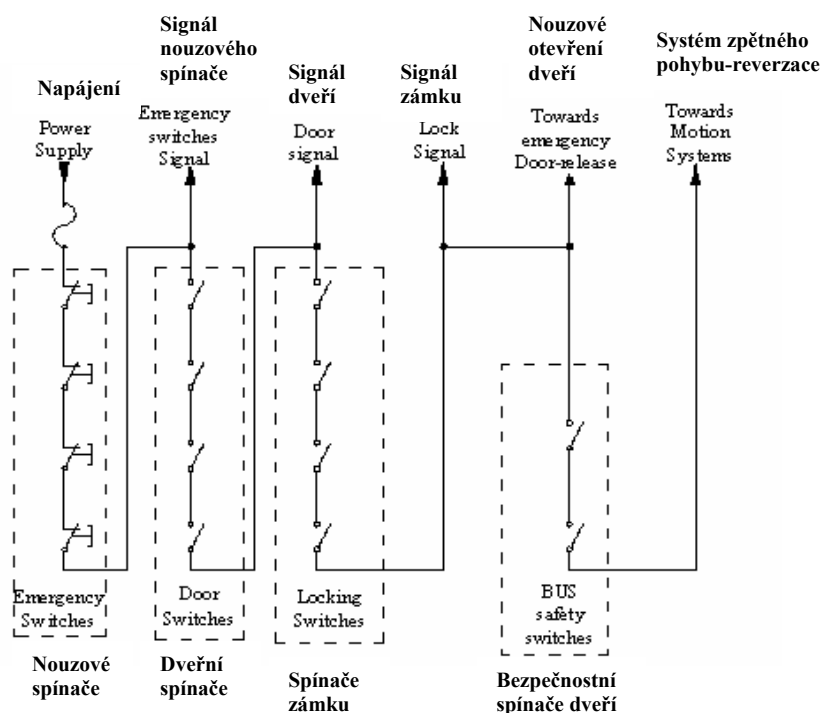 Signál
nouzového
spínače
Nouzové
otevření
dveří
Systém zpětného
pohybu-reverzace
Napájení
Signál
dveří
Signál
zámku
Power
Supply
Emergency
switches
Signal
Door
signal
Lock
Signal
Towards
emergency
Door-release
Towards
Motion
Systems
Emergency
Switches
Door
Switches
Locking
Switches
BUS
safety
switches
Nouzové
spínače
Dveřní
spínače
Spínače
zámku
Bezpečnostní
spínače dveří